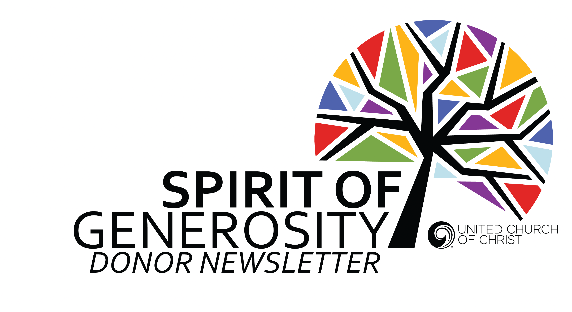 SPIRIT OF
GENEROSITY
DONOR NEWSLETTER
UNITED CHURCH
OF CHRIST